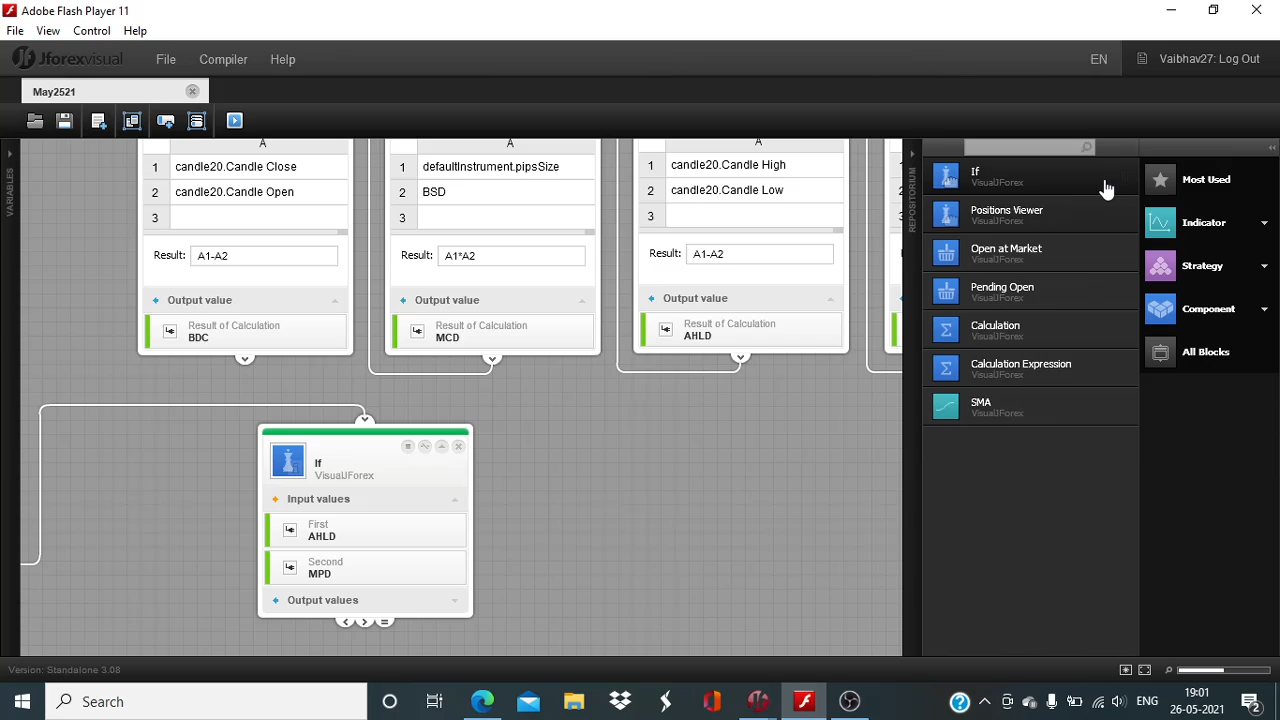 Adobe Flash Player 11
File View Control Help
Jforexvisual File Compiler Help EN Vaibhav27: Log Out
May2521
VARIABLES
A
1 candle20.Candle Close
2 candle20.Candle Open
3
Result: A1-A2
Output value
Result of Calculation
BDC
A
1 defaultInstrument.pipsSize
2 BSD
3
Result: A1*A2
Output value
Result of Calculation
MCD
A
1 candle20.Candle High
2 candle20.Candle Low
3
Result: A1-A2
Output value
Result of Calculation
AHLD
1
2
3
If
VisualJForex
Input values
First
AHLD
Second
MPD
Output values
REPOSITORIUM
If
VisualJForex
Positions Viewer
VisualJForex
Open at Market
VisualJForex
Pending Open
VisualJForex
Calculation
VisualJForex
Calculation Expression
VisualJForex
SMA
VisualJForex
Most Used
Indicator
Strategy
Component
All Blocks
Version: Standalone 3.08
Search
ENG
19:01
26-05-2021
2